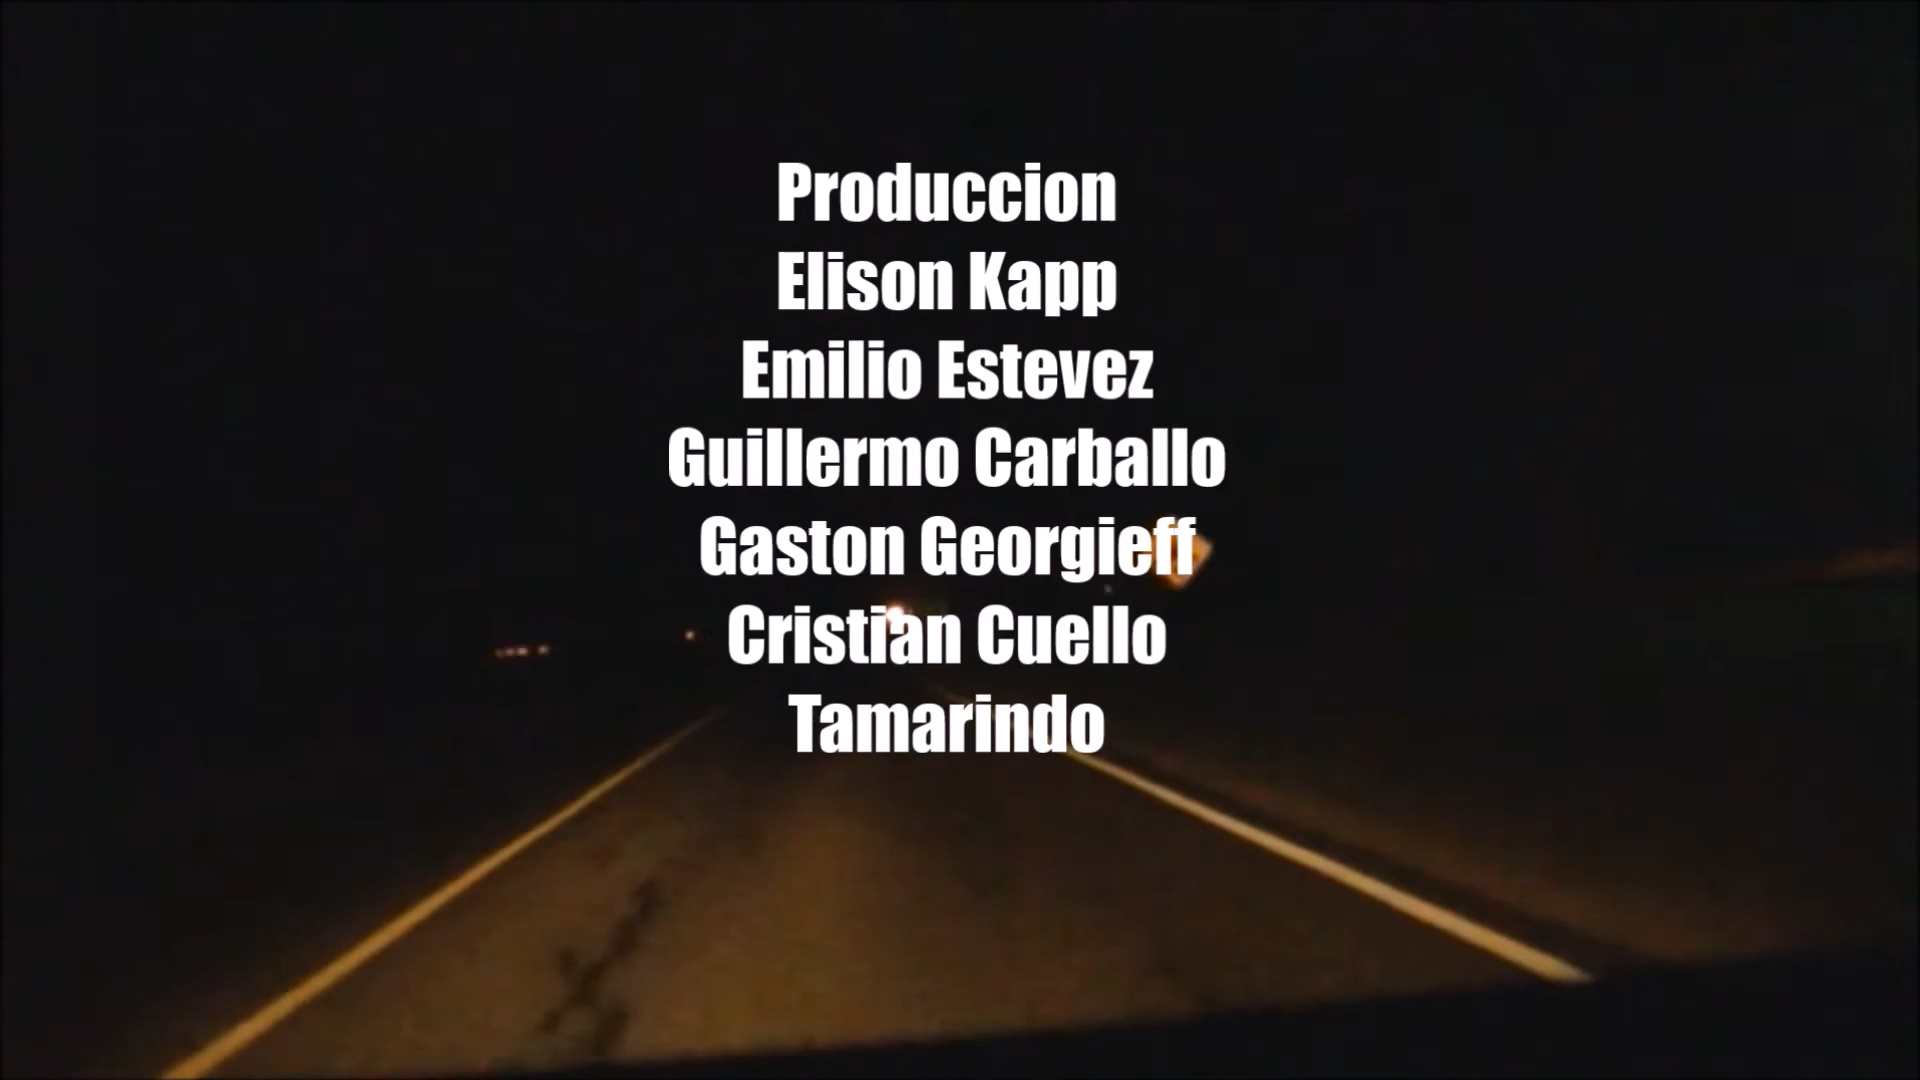 Produccion
Elison Kapp
Emilio Estevez
Guillermo Carballo
Gaston Georgieff
Cristian Cuello
Tamarindo